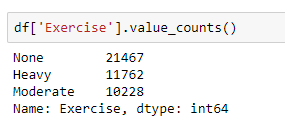 df['Exercise'].value_counts()
None 21467
Heavy 11762
Moderate 10228
Name: Exercise, dtype: int64